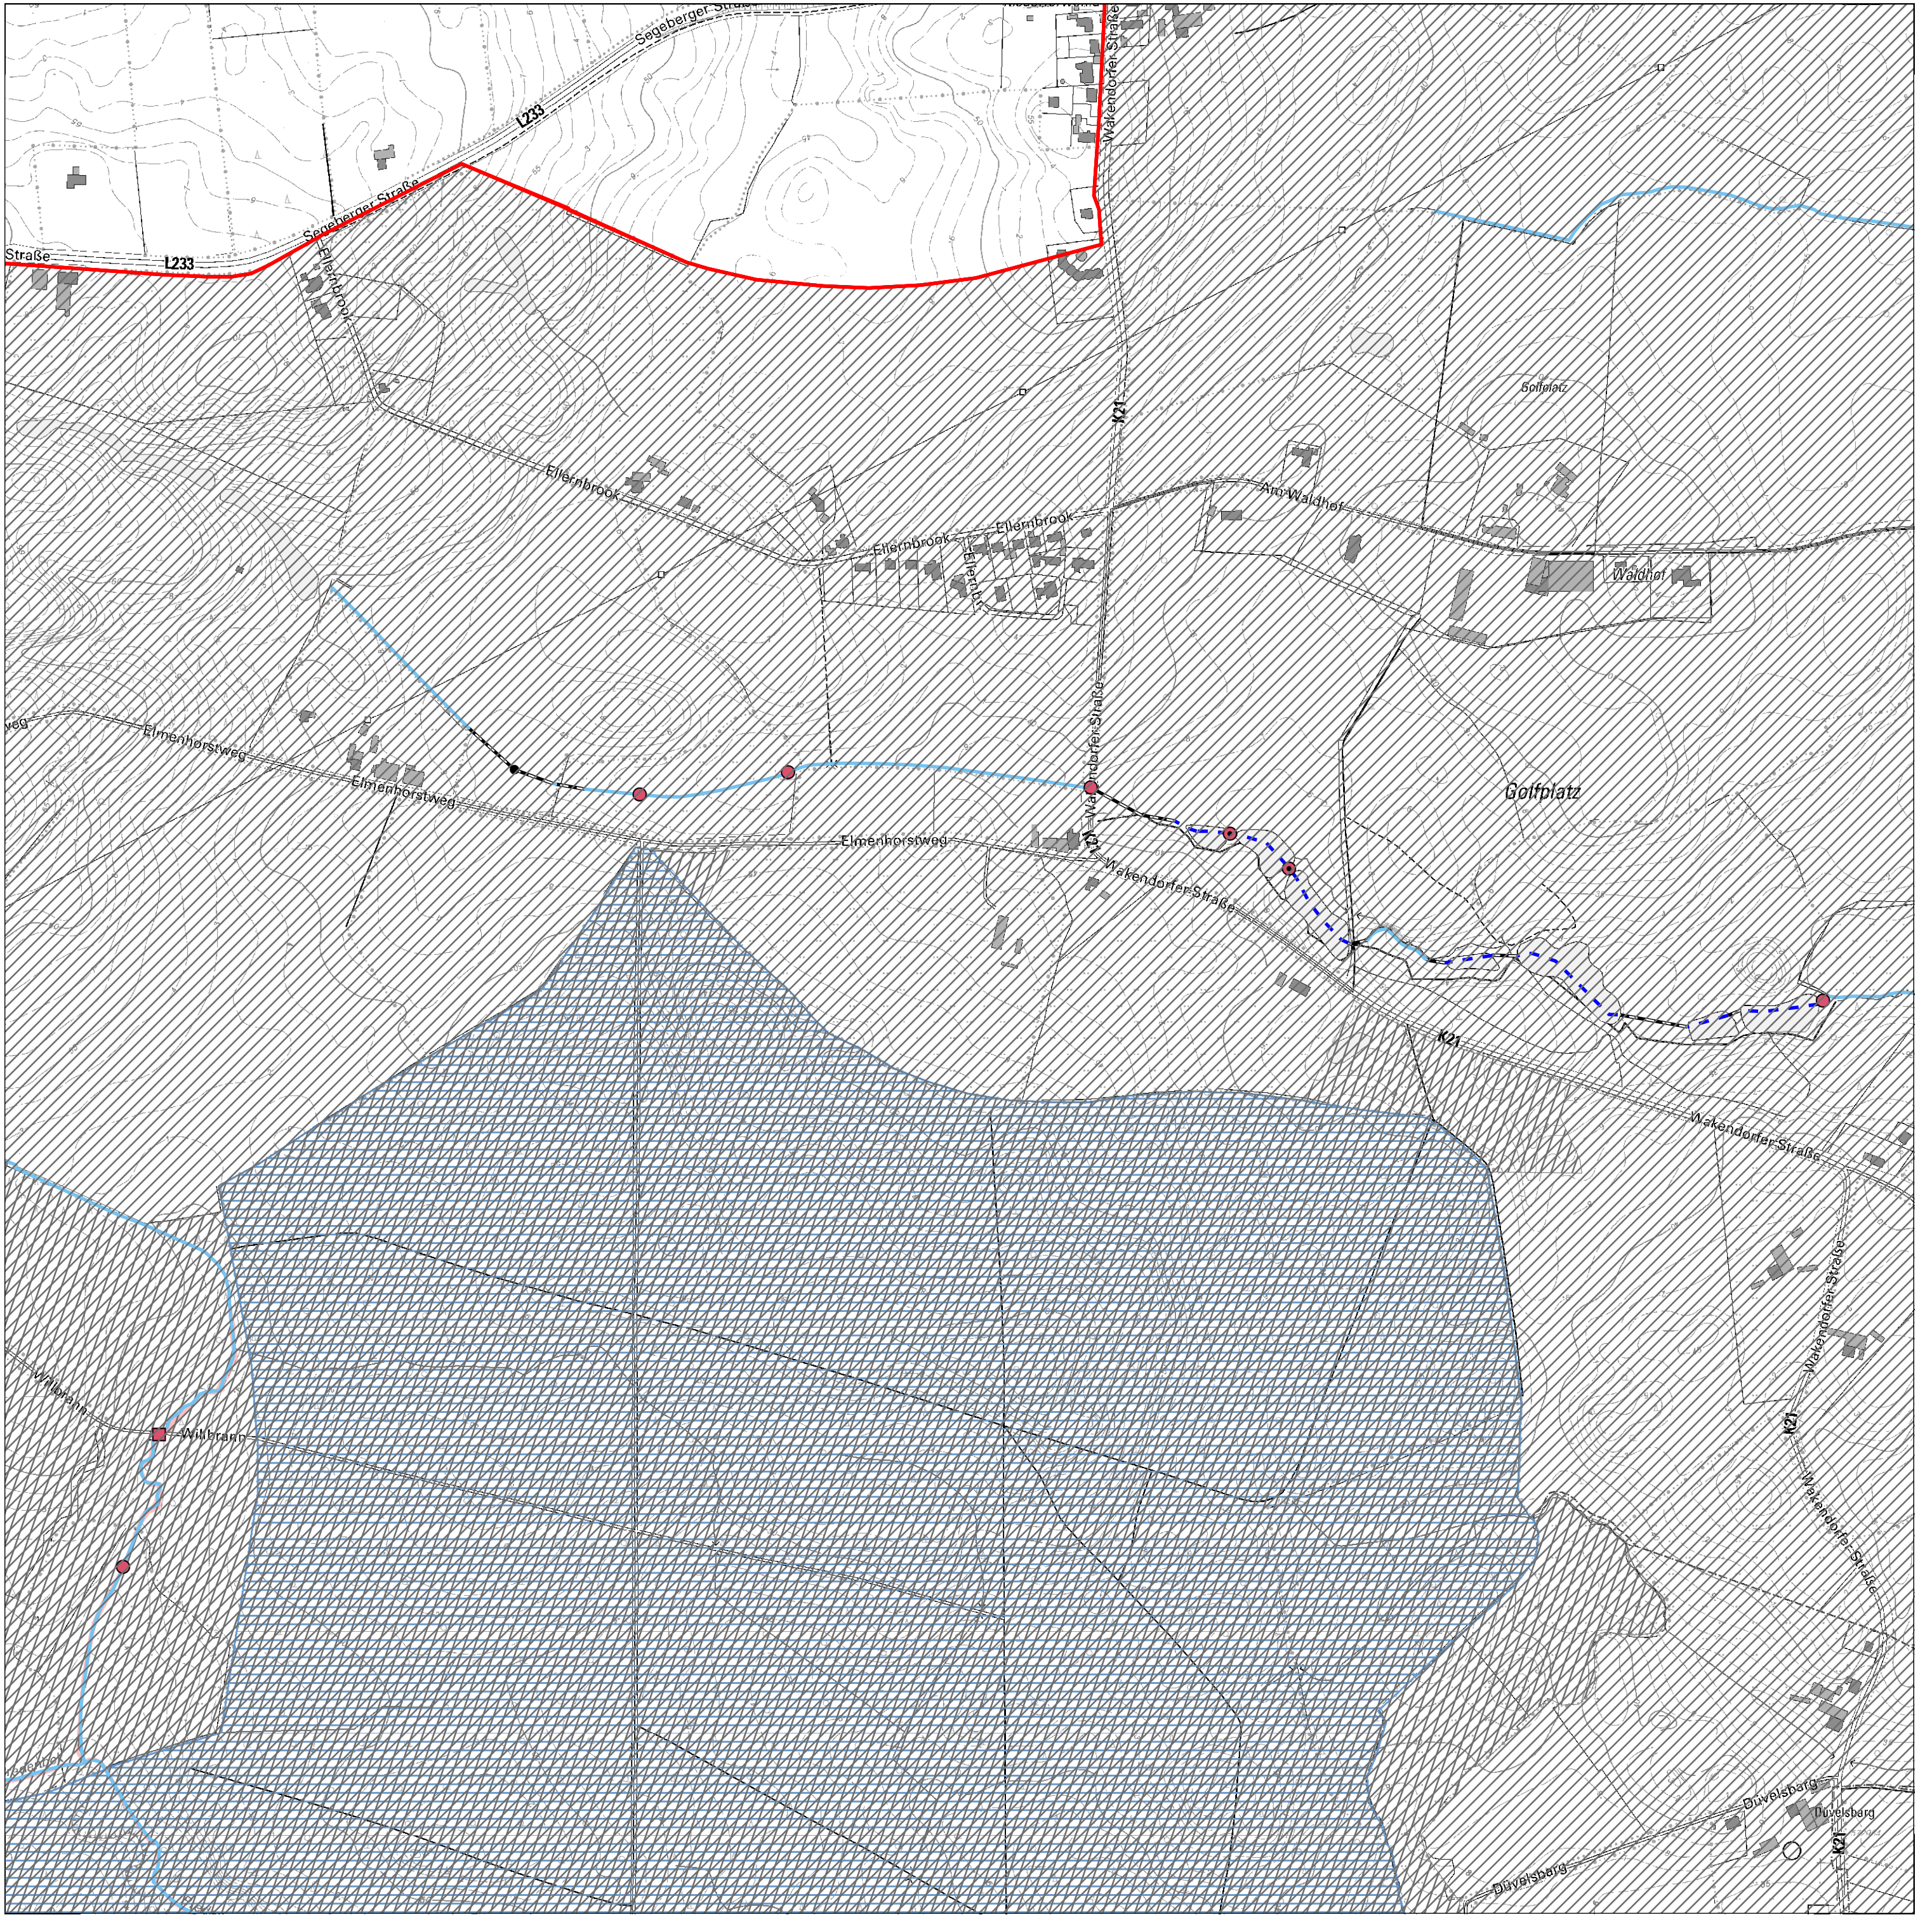 Segeberger Straße
Wakendorfer Straße
L233
Segeberger Straße
Straße
L233
Ellernbrook
K21
Golfplatz
Ellernbrook
Am Waldhof
Ellernbrook
Ellernbrook
Ellernbr.
Waldhof
Wakendorfer Straße
weg
Elmenhorstweg
Elmenhorstweg
Golfplatz
Elmenhorstweg
K21
Wakendorfer Straße
K21
Wakendorfer Straße
Wakendorfer Straße
Willbrann
Willbrann
K21
Wakendorfer Straße
Düvelsbarg
Düvelsbarg
K21
Düvelsbarg